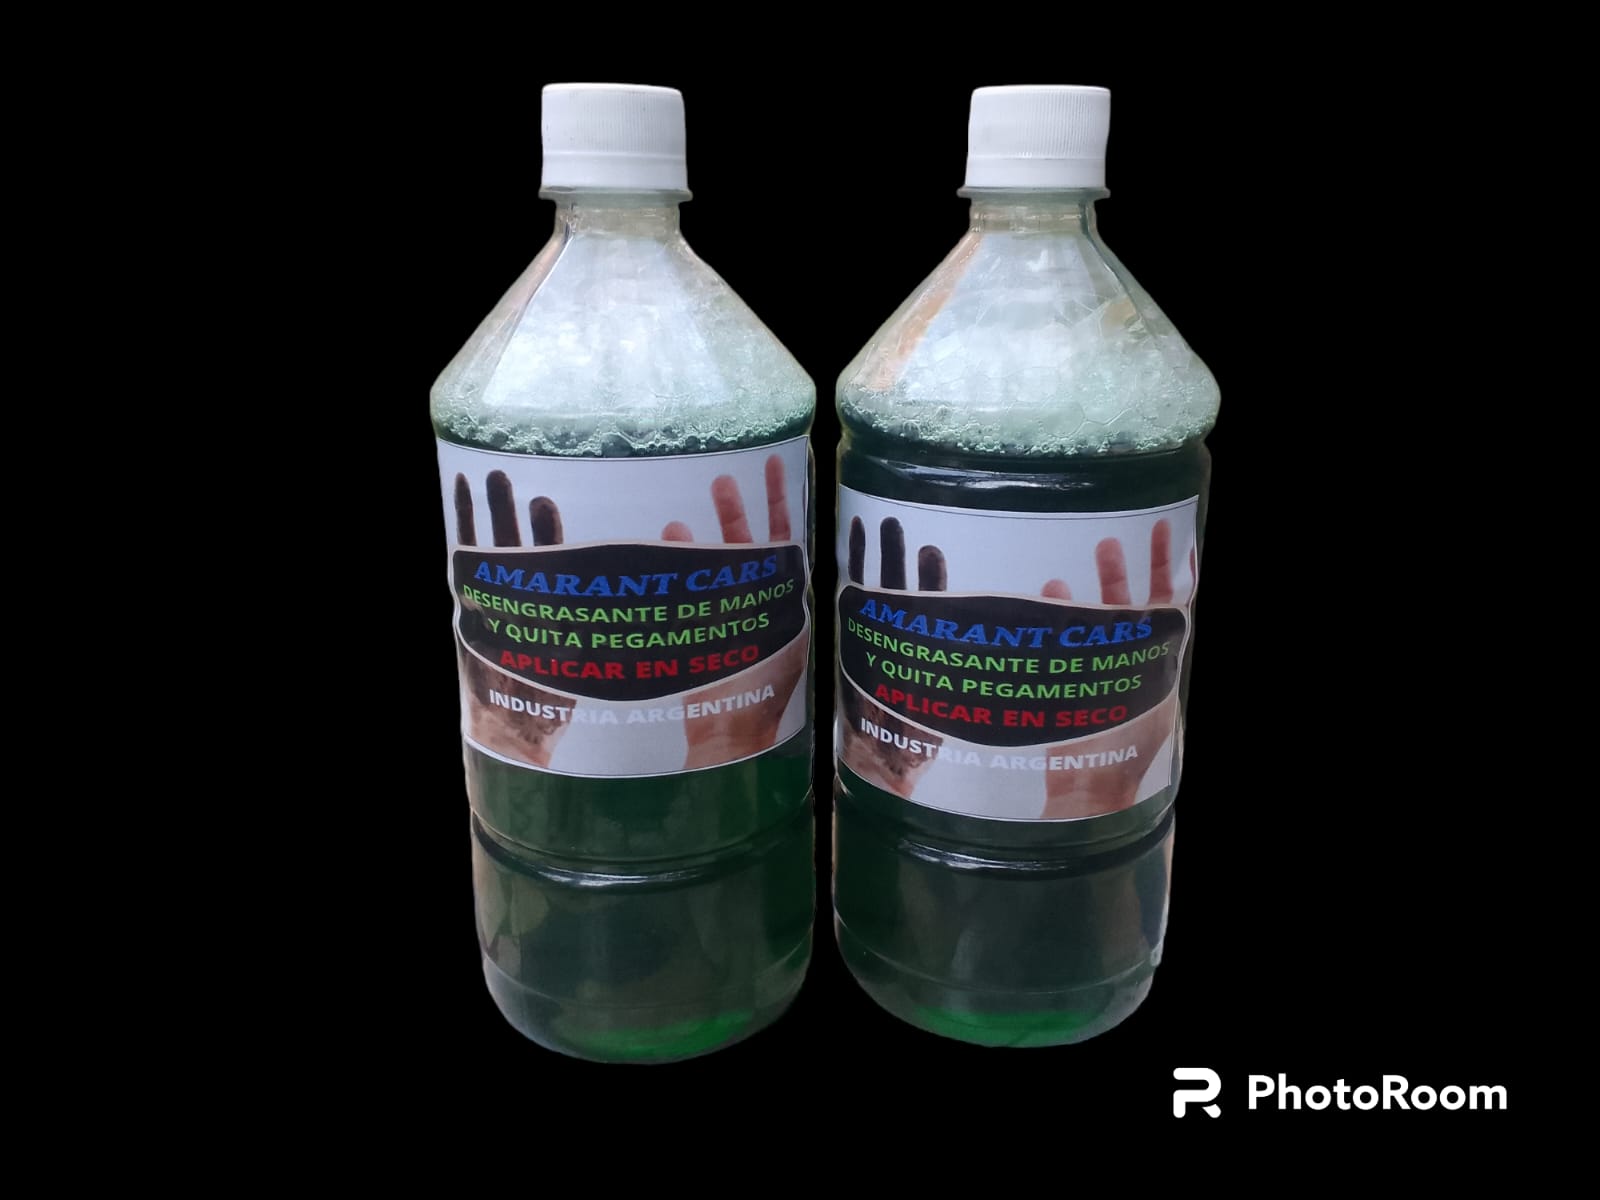 AMARANT CARS
DESENGRASANTE DE MANOS
Y QUITA PEGAMENTOS
APLICAR EN SECO
INDUSTRIA ARGENTINA
AMARANT CARS
DESENGRASANTE DE MANOS
Y QUITA PEGAMENTOS
APLICAR EN SECO
INDUSTRIA ARGENTINA
PhotoRoom